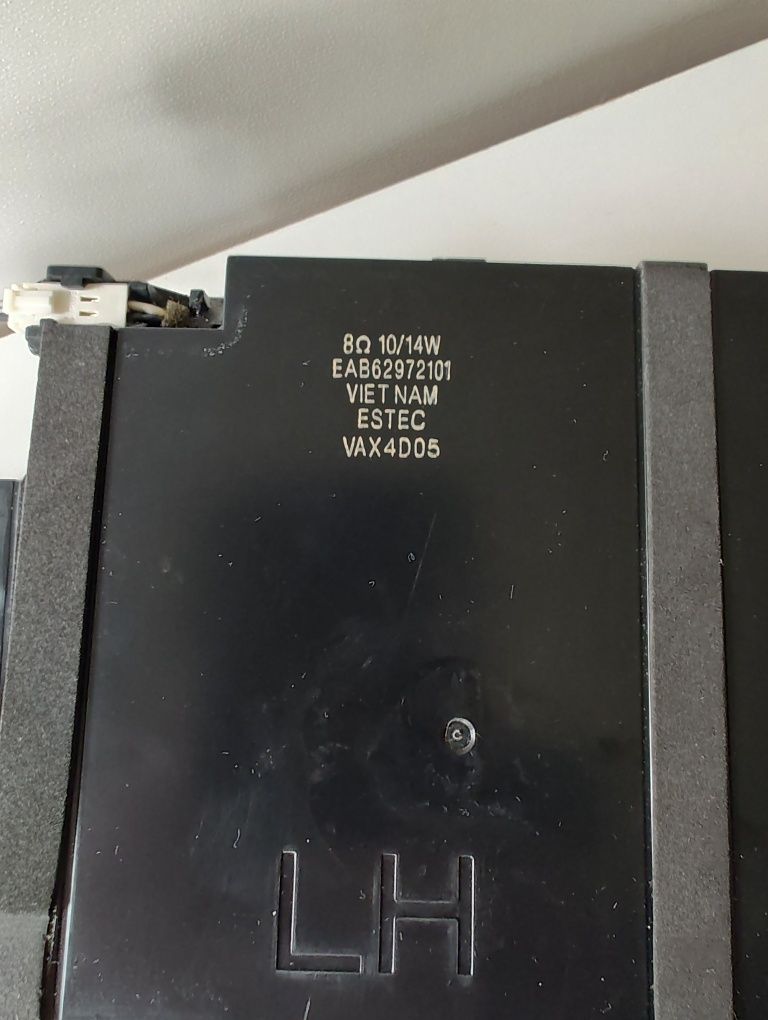 8Ω 10/14W
EAB62972101
VIET NAM
ESTEC
VAX4D05
C
LH